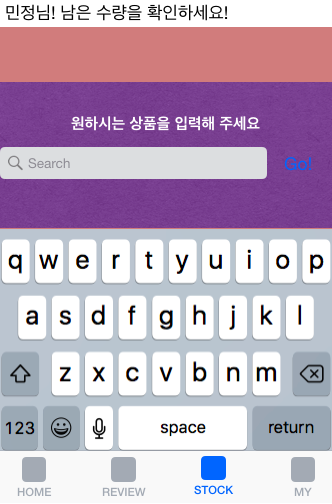 민정님! 남은 수량을 확인하세요!
원하시는 상품을 입력해 주세요
Search Go!
q w e r t y u i o p
a s d f g h j k l
z x c v b n m
123 space return
HOME REVIEW STOCK MY